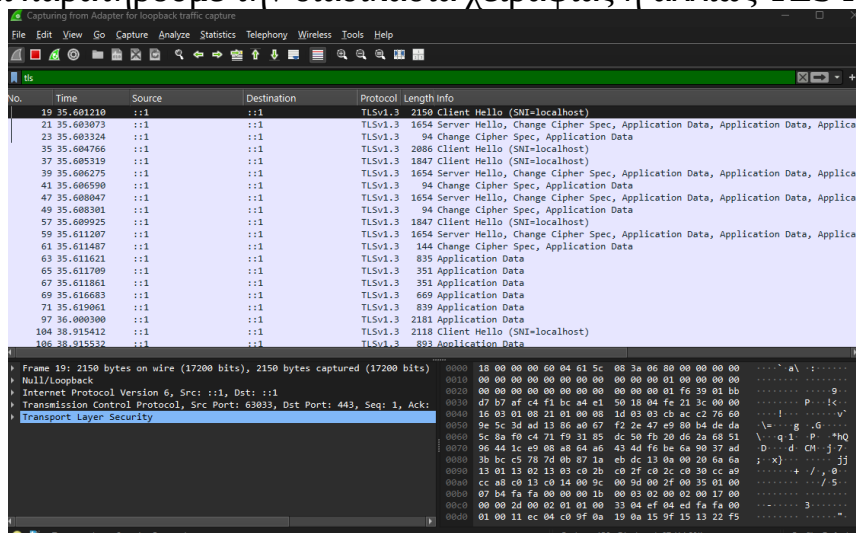 παρατηρούμε την διαδικασία χειραψίας ή αλλιώς TLS
Capturing from Adapter for loopback traffic capture
File Edit View Go Capture Analyze Statistics Telephony Wireless Tools Help
tls
No. Time Source Destination Protocol Length Info
19 35.601210 ::1 ::1 TLSv1.3 2150 Client Hello (SNI=localhost)
21 35.603073 ::1 ::1 TLSv1.3 1654 Server Hello, Change Cipher Spec, Application Data, Application Data, Applica
23 35.603324 ::1 ::1 TLSv1.3 94 Change Cipher Spec, Application Data
35 35.604766 ::1 ::1 TLSv1.3 2086 Client Hello (SNI=localhost)
37 35.605319 ::1 ::1 TLSv1.3 1847 Client Hello (SNI=localhost)
39 35.606275 ::1 ::1 TLSv1.3 1654 Server Hello, Change Cipher Spec, Application Data, Application Data, Applica
41 35.606590 ::1 ::1 TLSv1.3 94 Change Cipher Spec, Application Data
47 35.608047 ::1 ::1 TLSv1.3 1654 Server Hello, Change Cipher Spec, Application Data, Application Data, Applica
49 35.608301 ::1 ::1 TLSv1.3 94 Change Cipher Spec, Application Data
57 35.609925 ::1 ::1 TLSv1.3 1847 Client Hello (SNI=localhost)
59 35.611207 ::1 ::1 TLSv1.3 1654 Server Hello, Change Cipher Spec, Application Data, Application Data, Applica
61 35.611487 ::1 ::1 TLSv1.3 144 Change Cipher Spec, Application Data
63 35.611621 ::1 ::1 TLSv1.3 835 Application Data
65 35.611709 ::1 ::1 TLSv1.3 351 Application Data
67 35.611861 ::1 ::1 TLSv1.3 351 Application Data
69 35.616683 ::1 ::1 TLSv1.3 669 Application Data
71 35.619061 ::1 ::1 TLSv1.3 839 Application Data
97 36.000300 ::1 ::1 TLSv1.3 2181 Application Data
104 38.915412 ::1 ::1 TLSv1.3 2118 Client Hello (SNI=localhost)
106 38.915532 ::1 ::1 TLSv1.3 893 Application Data
Frame 19: 2150 bytes on wire (17200 bits), 2150 bytes captured (17200 bits)
Null/Loopback
Internet Protocol Version 6, Src: ::1, Dst: ::1
Transmission Control Protocol, Src Port: 63033, Dst Port: 443, Seq: 1, Ack:
Transport Layer Security
0000 18 00 00 00 60 04 61 5c 08 3a 06 80 00 00 00 00 ····`·a\ ·:······
0010 00 00 00 00 00 00 00 00 00 00 00 01 00 00 00 00
0020 00 00 00 00 00 00 00 00 00 00 00 01 f6 39 01 bb
0030 d7 b7 af c4 f1 bc a4 e1 50 18 04 fe 21 3c 00 00
0040 16 03 01 08 21 01 00 08 1d 03 03 cb ac c2 76 60
0050 9e 5c 3d ad 13 86 a0 67 f2 2e 47 e9 80 b4 de da
0060 5c 8a f0 c4 71 f9 31 85 dc 50 fb 20 d6 2a 68 51
0070 96 44 1c e9 08 a8 64 a6 43 4d f6 be 6a 90 37 ad
0080 3b bc c5 78 7d 0b 87 1a eb dc 13 0a 00 20 6a 6a
0090 13 01 13 02 13 03 c0 2b c0 2f c0 2c c0 30 cc a9
00a0 cc a8 c0 13 c0 14 00 9c 00 9d 00 2f 00 35 01 00
00b0 07 b4 fa fa 00 00 00 1b 00 03 02 00 02 00 17 00
00c0 00 00 2d 00 02 01 01 00 33 04 ef 04 ed fa fa 00
00d0 01 00 11 ec 04 c0 9f 0a 19 0a 15 9f 15 13 22 f5